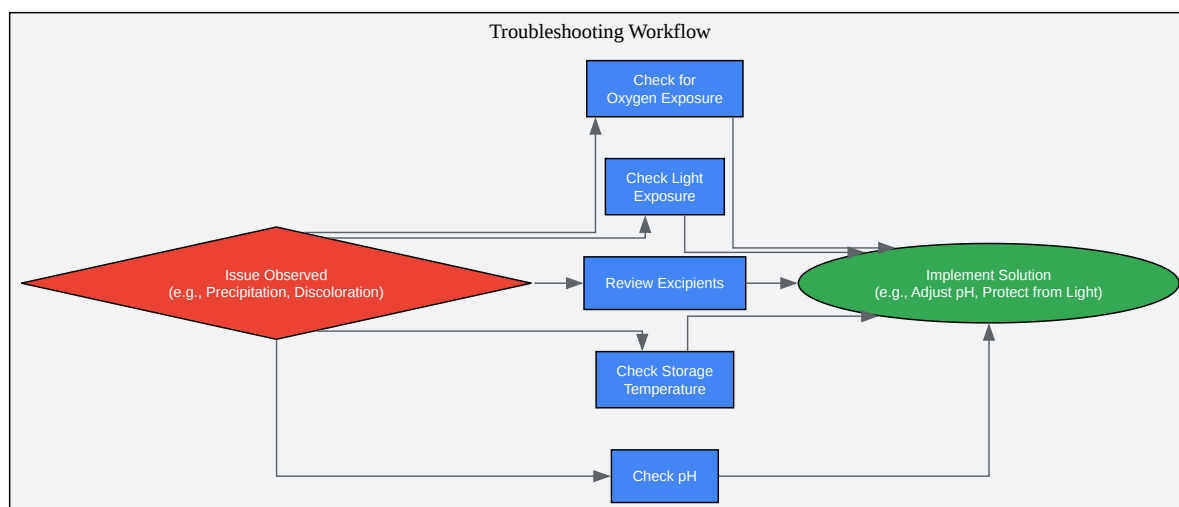 Troubleshooting Workflow
Check for
Oxygen Exposure
Check Light
Exposure
Issue Observed
(e.g., Precipitation, Discoloration)
Review Excipients
Implement Solution
(e.g., Adjust pH, Protect from Light)
Check Storage
Temperature
Check pH